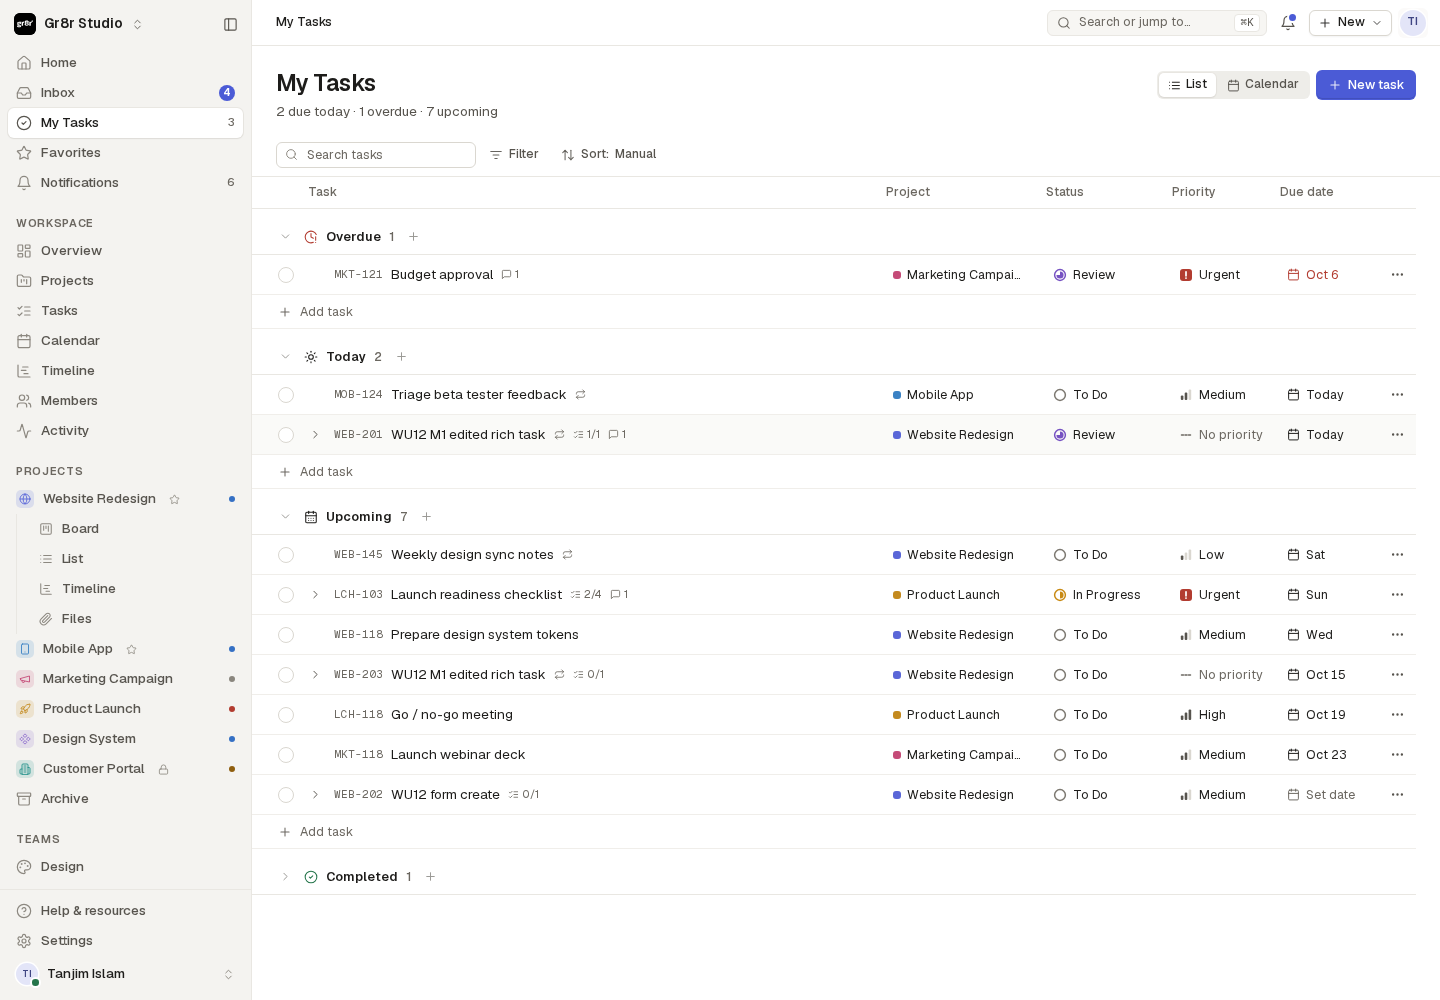 gr8r Gr8r Studio
Home
Inbox 4
My Tasks 3
Favorites
Notifications 6
WORKSPACE
Overview
Projects
Tasks
Calendar
Timeline
Members
Activity
PROJECTS
Website Redesign
Board
List
Timeline
Files
Mobile App
Marketing Campaign
Product Launch
Design System
Customer Portal
Archive
TEAMS
Design
Help & resources
Settings
TI Tanjim Islam
My Tasks Search or jump to... ⌘K New TI
My Tasks List Calendar New task
2 due today · 1 overdue · 7 upcoming
Search tasks Filter Sort: Manual
Task Project Status Priority Due date
Overdue 1
MKT-121 Budget approval 1 Marketing Campai... Review Urgent Oct 6
Add task
Today 2
MOB-124 Triage beta tester feedback Mobile App To Do Medium Today
WEB-201 WU12 M1 edited rich task 1/1 1 Website Redesign Review No priority Today
Add task
Upcoming 7
WEB-145 Weekly design sync notes Website Redesign To Do Low Sat
LCH-103 Launch readiness checklist 2/4 1 Product Launch In Progress Urgent Sun
WEB-118 Prepare design system tokens Website Redesign To Do Medium Wed
WEB-203 WU12 M1 edited rich task 0/1 Website Redesign To Do No priority Oct 15
LCH-118 Go / no-go meeting Product Launch To Do High Oct 19
MKT-118 Launch webinar deck Marketing Campai... To Do Medium Oct 23
WEB-202 WU12 form create 0/1 Website Redesign To Do Medium Set date
Add task
Completed 1